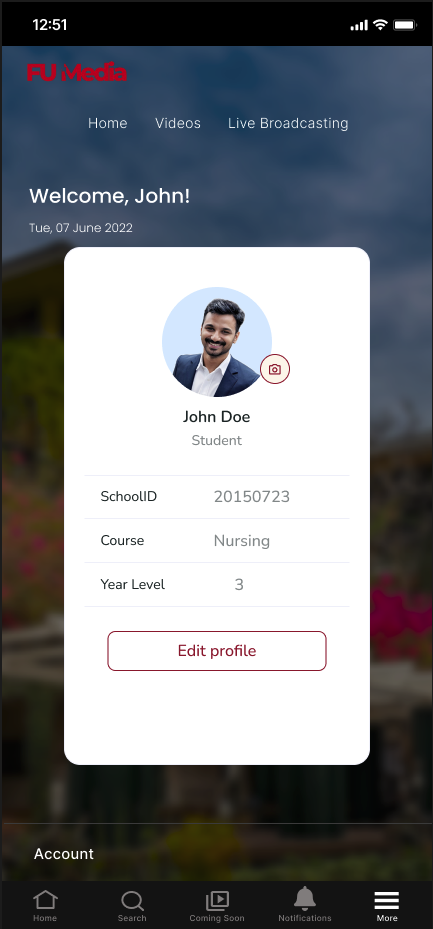 12:51
FU Media
Home Videos Live Broadcasting
Welcome, John!
Tue, 07 June 2022
John Doe
Student
SchoolID 20150723
Course Nursing
Year Level 3
Edit profile
Account
Home Search Coming Soon Notifications More